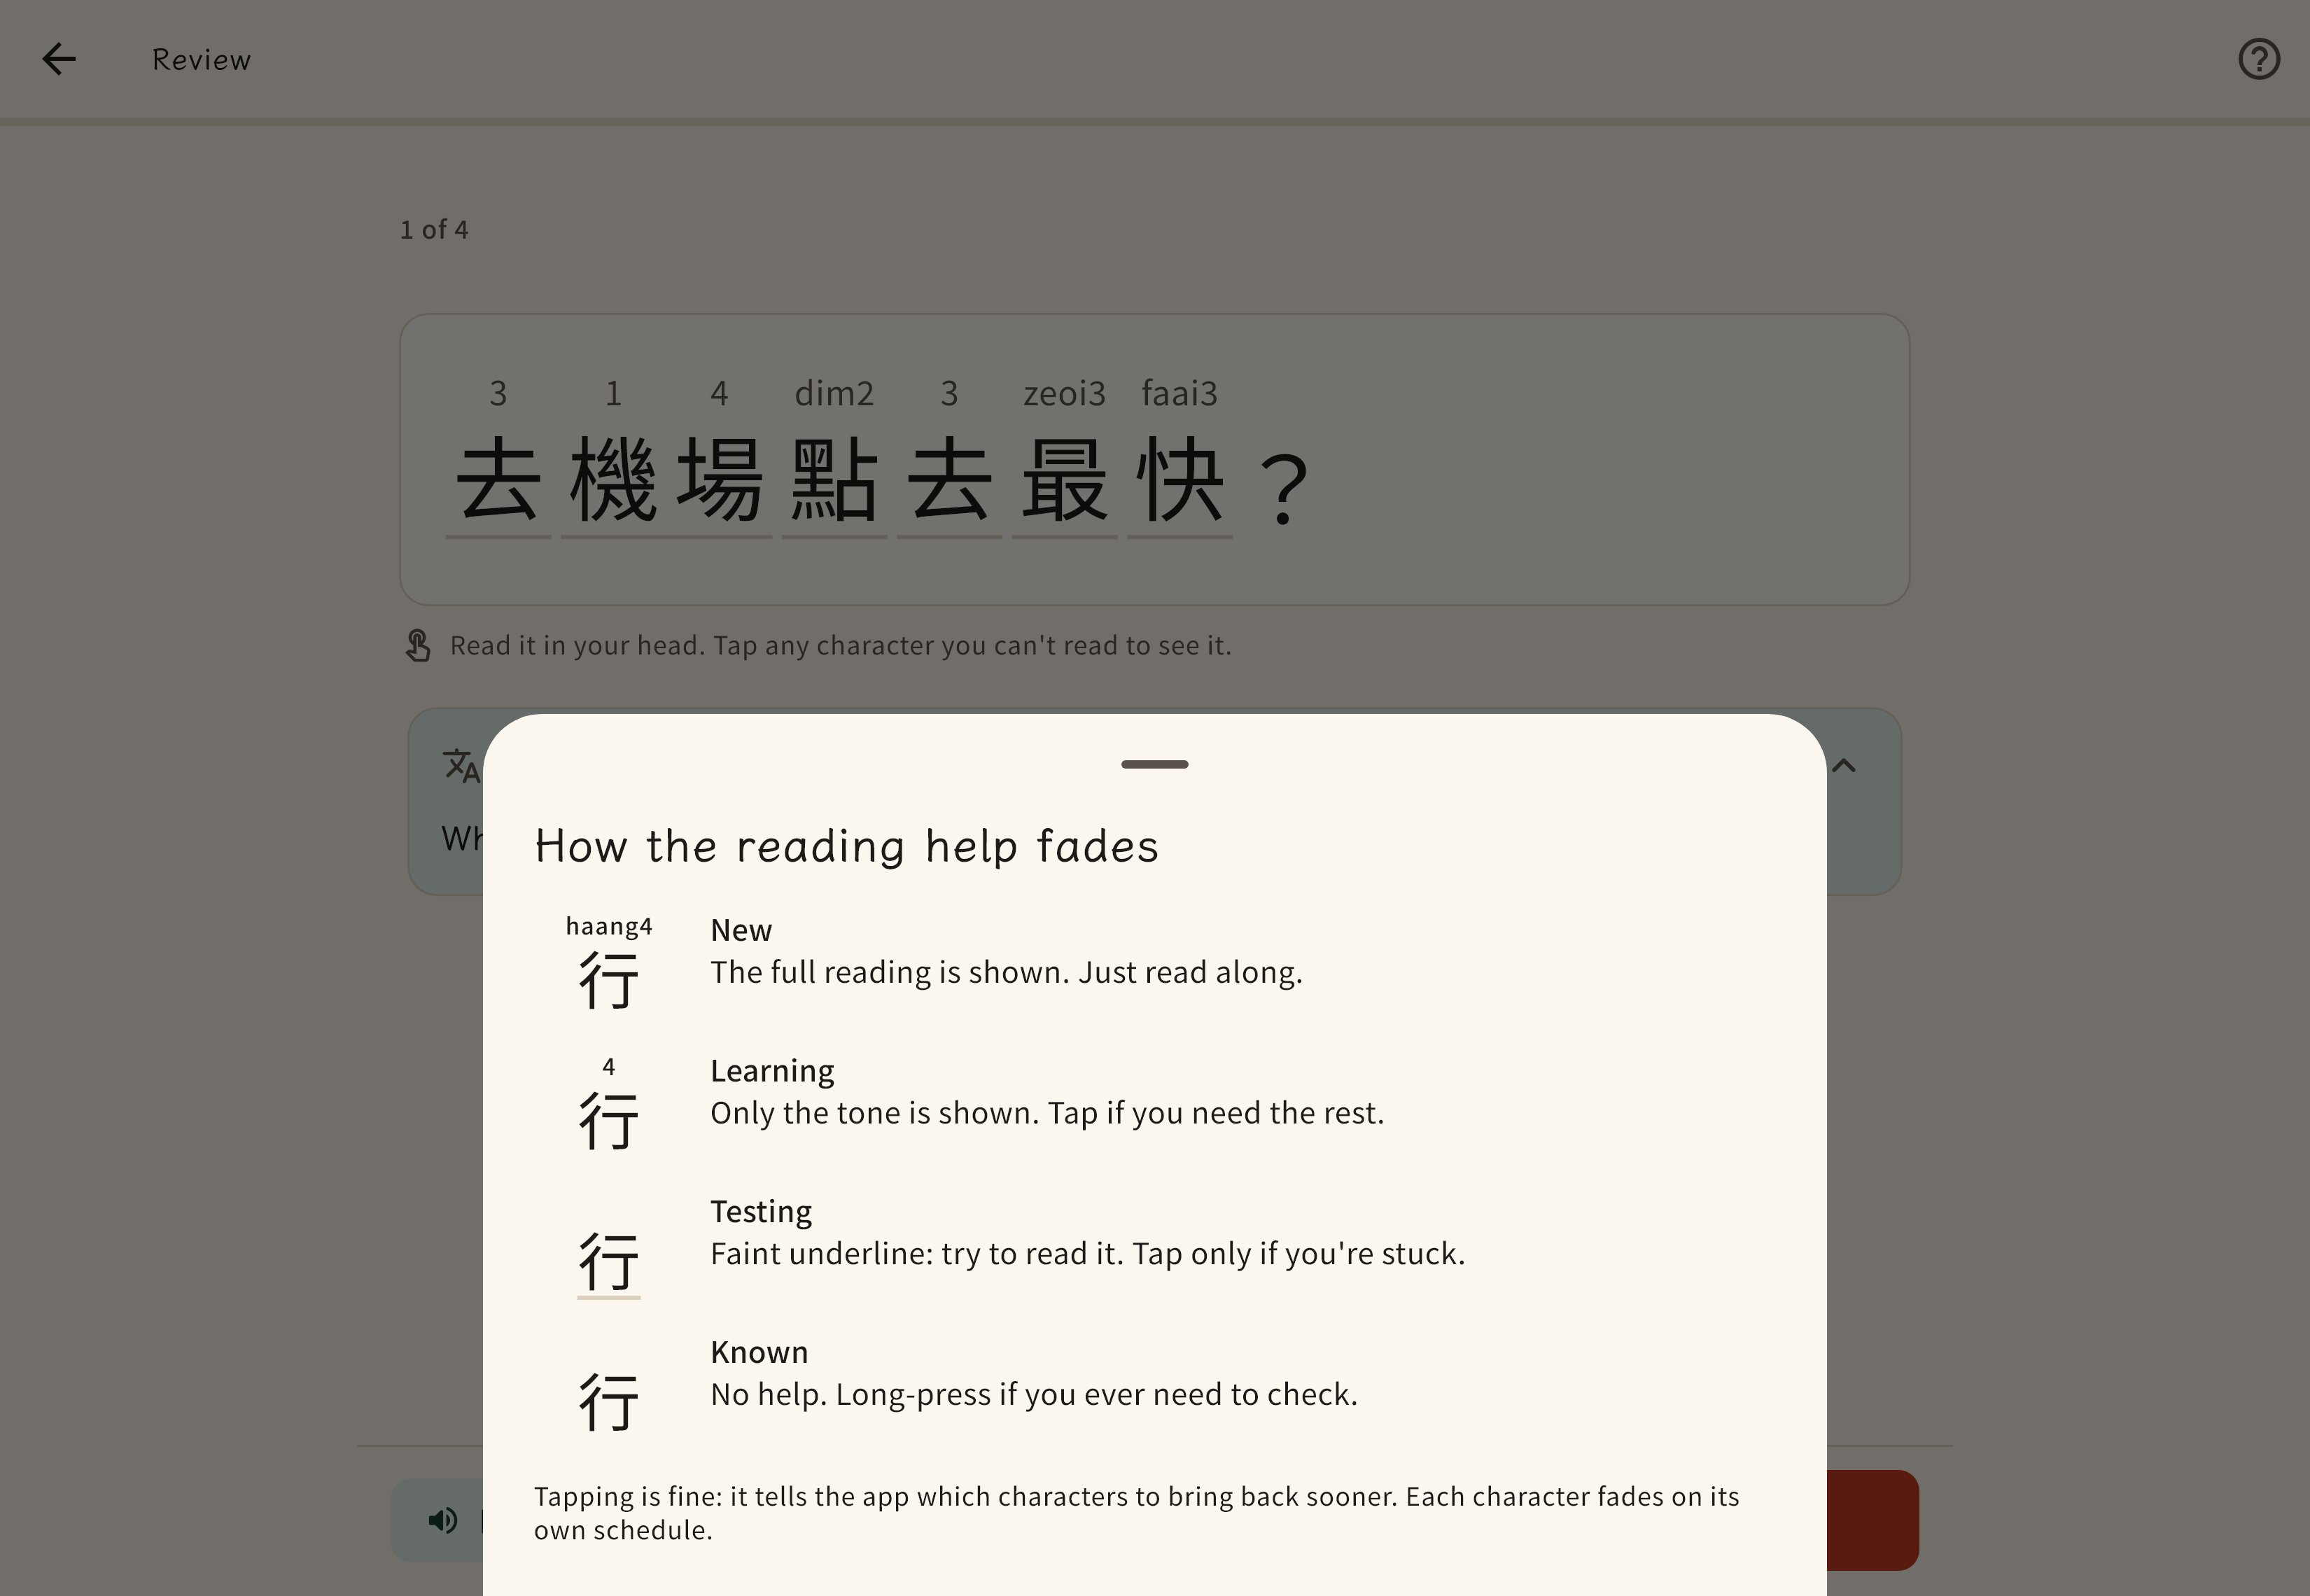 Review
1 of 4
3 1 4 dim2 3 zeoi3 faai3
去機場點去最快？
Read it in your head. Tap any character you can't read to see it.
How the reading help fades
haang4
行
New
The full reading is shown. Just read along.
4
行
Learning
Only the tone is shown. Tap if you need the rest.
行
Testing
Faint underline: try to read it. Tap only if you're stuck.
行
Known
No help. Long-press if you ever need to check.
Tapping is fine: it tells the app which characters to bring back sooner. Each character fades on its
own schedule.